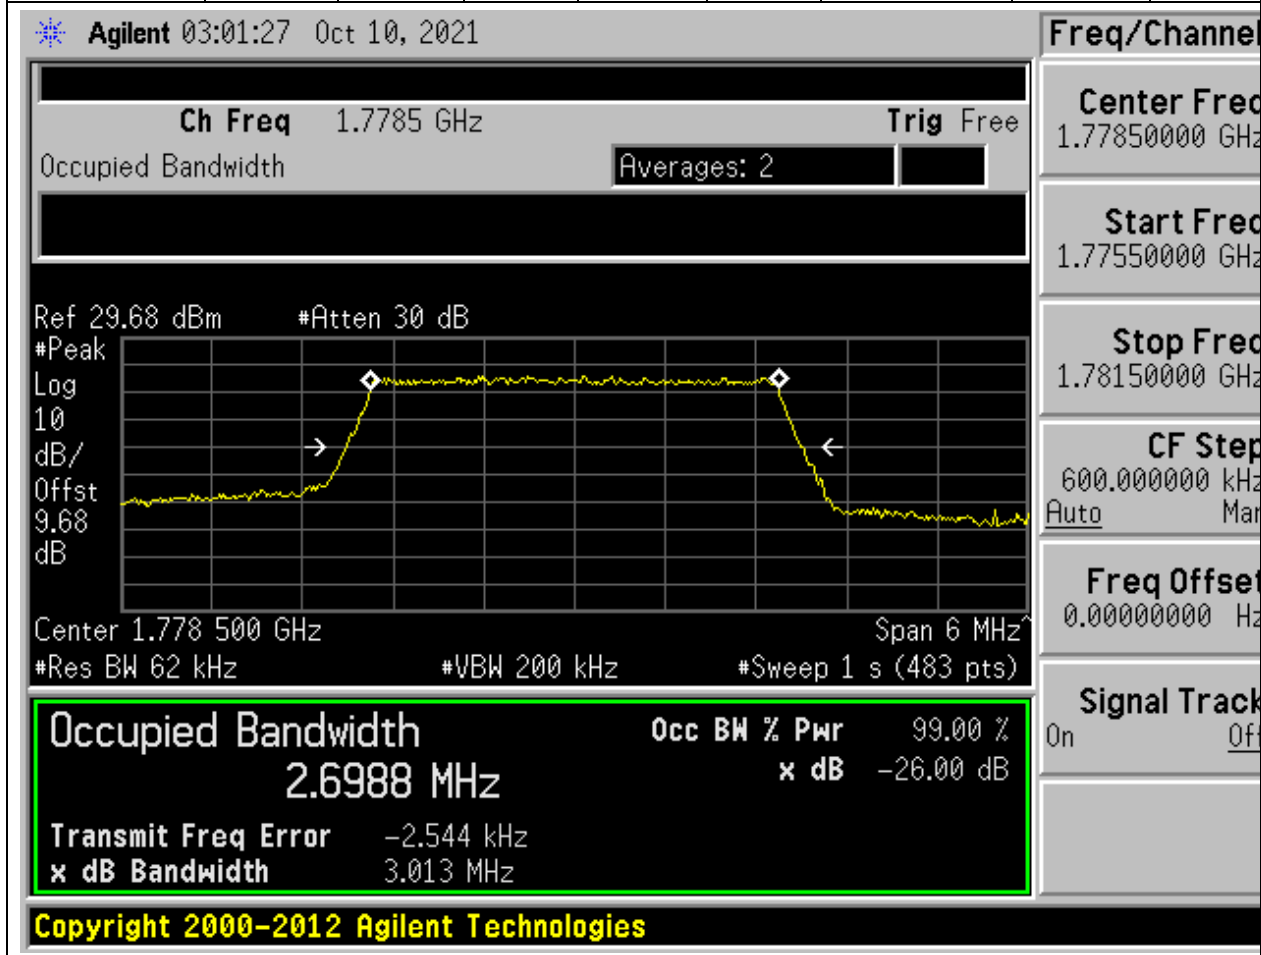 Agilent 03:01:27 Oct 10, 2021
Ch Freq 1.7785 GHz Trig Free
Occupied Bandwidth Averages: 2
Ref 29.68 dBm #Atten 30 dB
#Peak
Log
10
dB/
Offst
9.68
dB
Center 1.778 500 GHz Span 6 MHz^
#Res BW 62 kHz #VBW 200 kHz #Sweep 1 s (483 pts)
Occupied Bandwidth Occ BW % Pwr 99.00 %
2.6988 MHz x dB -26.00 dB
Transmit Freq Error -2.544 kHz
x dB Bandwidth 3.013 MHz
Copyright 2000-2012 Agilent Technologies
Freq/Channel
Center Freq
1.77850000 GHz
Start Freq
1.77550000 GHz
Stop Freq
1.78150000 GHz
CF Step
600.000000 kHz
Auto Man
Freq Offset
0.00000000 Hz
Signal Track
On Off